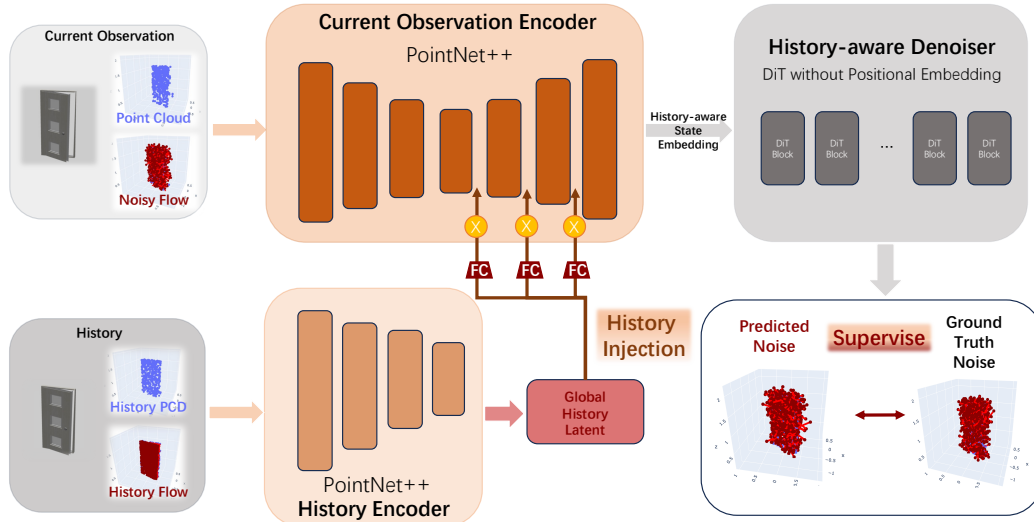 Current Observation
Point Cloud
Noisy Flow
Current Observation Encoder
PointNet++
X
X
X
FC
FC
FC
History-aware
State
Embedding
History-aware Denoiser
DiT without Positional Embedding
DiT
Block
DiT
Block
...
DiT
Block
DiT
Block
History
History PCD
History Flow
PointNet++
History Encoder
Global
History
Latent
History
Injection
Predicted
Noise
Supervise
Ground
Truth
Noise